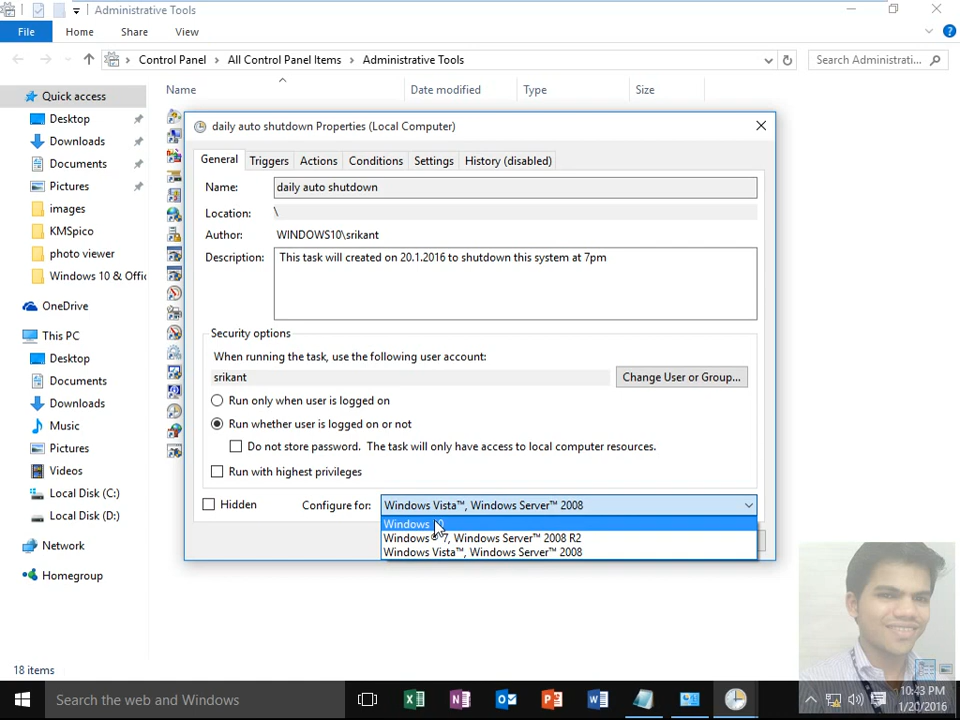 Administrative Tools
File Home Share View
Control Panel All Control Panel Items Administrative Tools Search Administrati...
Name Date modified Type Size
Quick access
Desktop
Downloads
Documents
Pictures
images
KMSpico
photo viewer
Windows 10 & Offic
OneDrive
This PC
Desktop
Documents
Downloads
Music
Pictures
Videos
Local Disk (C:)
Local Disk (D:)
Network
Homegroup
18 items
daily auto shutdown Properties (Local Computer)
General Triggers Actions Conditions Settings History (disabled)
Name: daily auto shutdown
Location: \
Author: WINDOWS10\srikant
Description: This task will created on 20.1.2016 to shutdown this system at 7pm
Security options
When running the task, use the following user account:
srikant Change User or Group...
Run only when user is logged on
Run whether user is logged on or not
Do not store password. The task will only have access to local computer resources.
Run with highest privileges
Hidden Configure for: Windows Vista™, Windows Server™ 2008
Windows
Windows® 7, Windows Server™ 2008 R2
Windows Vista™, Windows Server™ 2008
Search the web and Windows
10:43 PM
1/20/2016